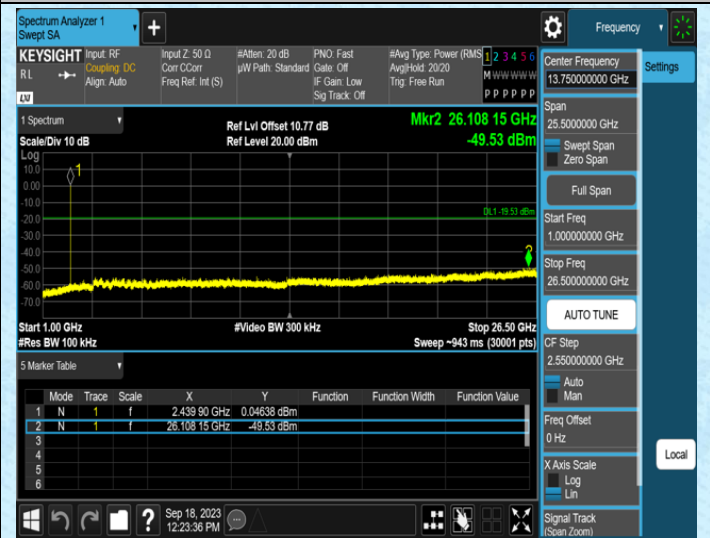 Spectrum Analyzer 1
Swept SA
+
Frequency
KEYSIGHT
RL
LXI
Input: RF
Coupling: DC
Align: Auto
Input Z: 50 Ω
Corr CCorr
Freq Ref: Int (S)
#Atten: 20 dB
µW Path: Standard
PNO: Fast
Gate: Off
IF Gain: Low
Sig Track: Off
#Avg Type: Power (RMS
Avg|Hold: 20/20
Trig: Free Run
1 2 3 4 5 6
M W W W W W
P P P P P P
1 Spectrum
Scale/Div 10 dB
Ref Lvl Offset 10.77 dB
Ref Level 20.00 dBm
Mkr2 26.108 15 GHz
-49.53 dBm
Log
10.0
0.00
-10.0
-20.0
-30.0
-40.0
-50.0
-60.0
-70.0
1
DL1 -19.53 dBm
2
Start 1.00 GHz
#Res BW 100 kHz
#Video BW 300 kHz
Stop 26.50 GHz
Sweep ~943 ms (30001 pts)
5 Marker Table
Mode Trace Scale X Y Function Function Width Function Value
1 N 1 f 2.439 90 GHz 0.04638 dBm
2 N 1 f 26.108 15 GHz -49.53 dBm
3
4
5
6
?
Sep 18, 2023
12:23:36 PM
Center Frequency
13.750000000 GHz
Span
25.5000000 GHz
Swept Span
Zero Span
Full Span
Start Freq
1.000000000 GHz
Stop Freq
26.500000000 GHz
AUTO TUNE
CF Step
2.550000000 GHz
Auto
Man
Freq Offset
0 Hz
X Axis Scale
Log
Lin
Signal Track
(Span Zoom)
Settings
Local